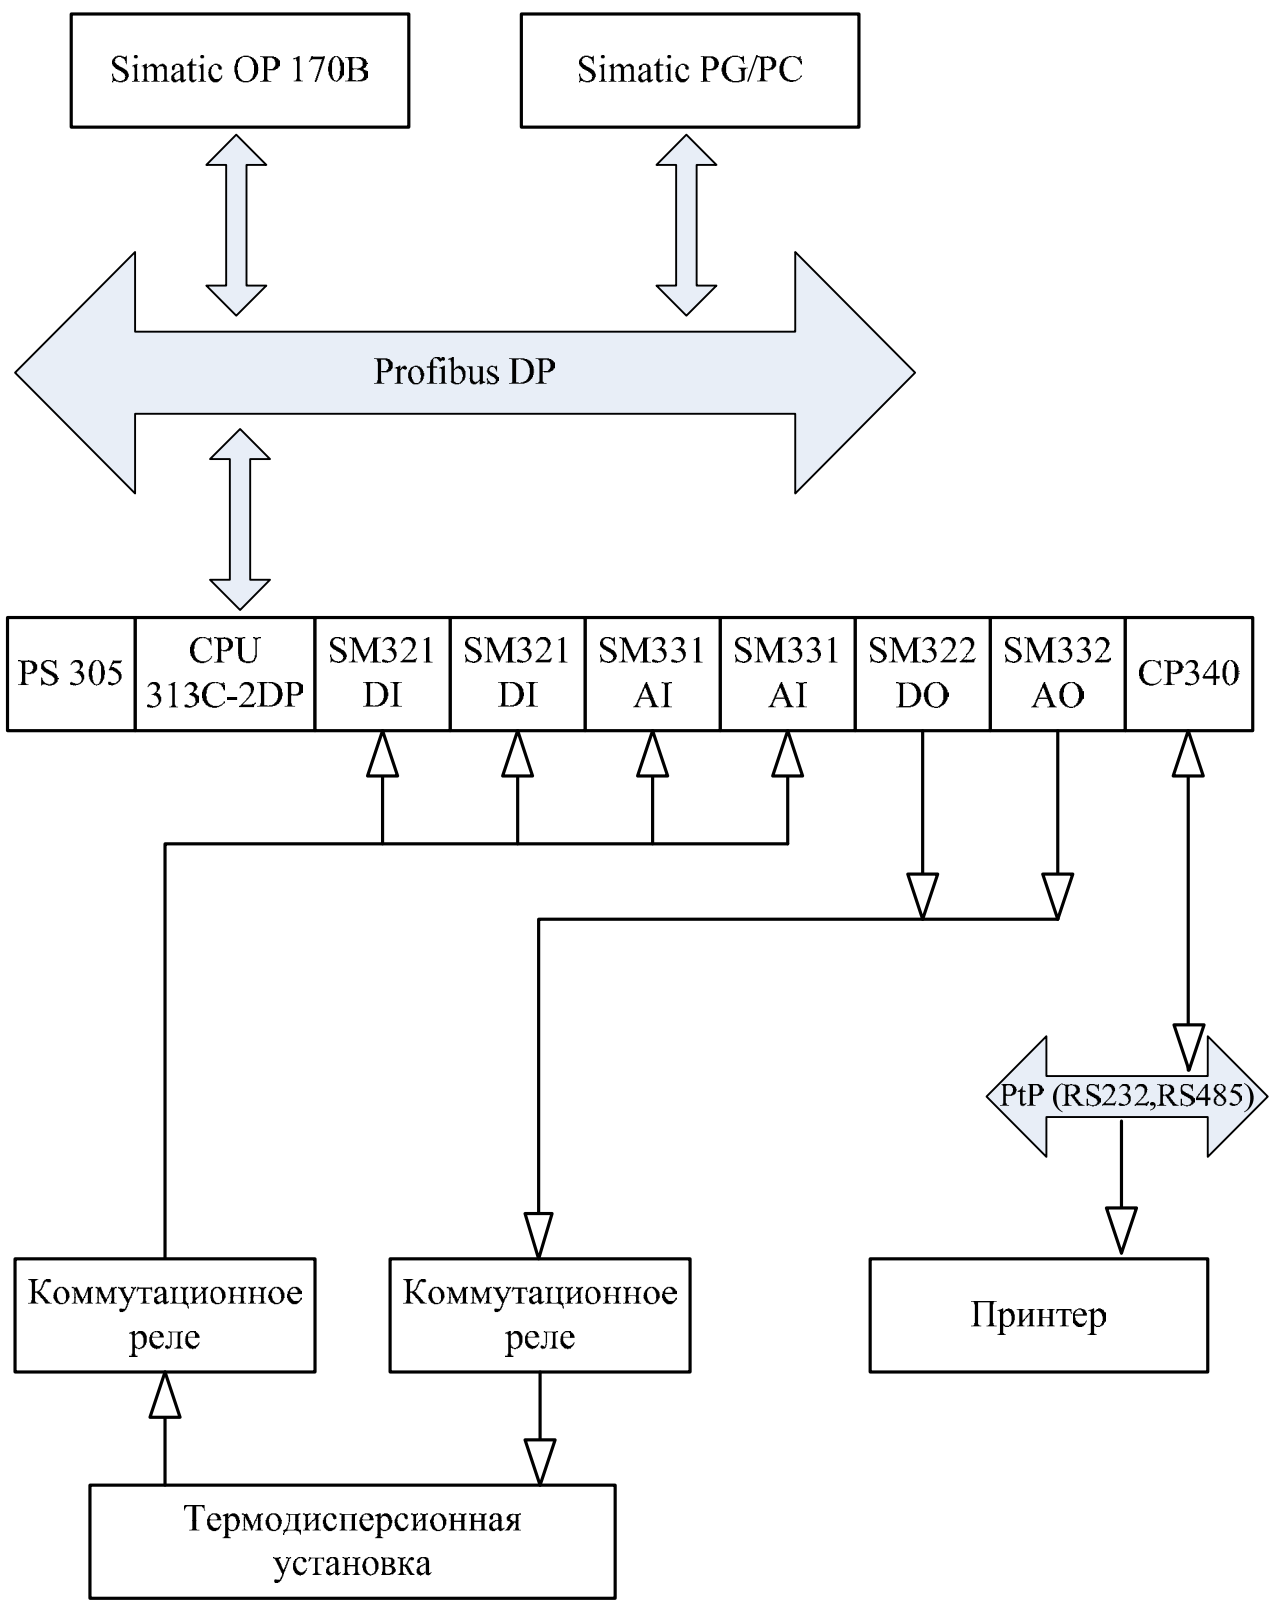 Simatic OP 170B
Simatic PG/PC
Profibus DP
PS 305
CPU
313C-2DP
SM321
DI
SM321
DI
SM331
AI
SM331
AI
SM322
DO
SM332
AO
CP340
PtP (RS232,RS485)
Коммутационное
реле
Коммутационное
реле
Принтер
Термодисперсионная
установка